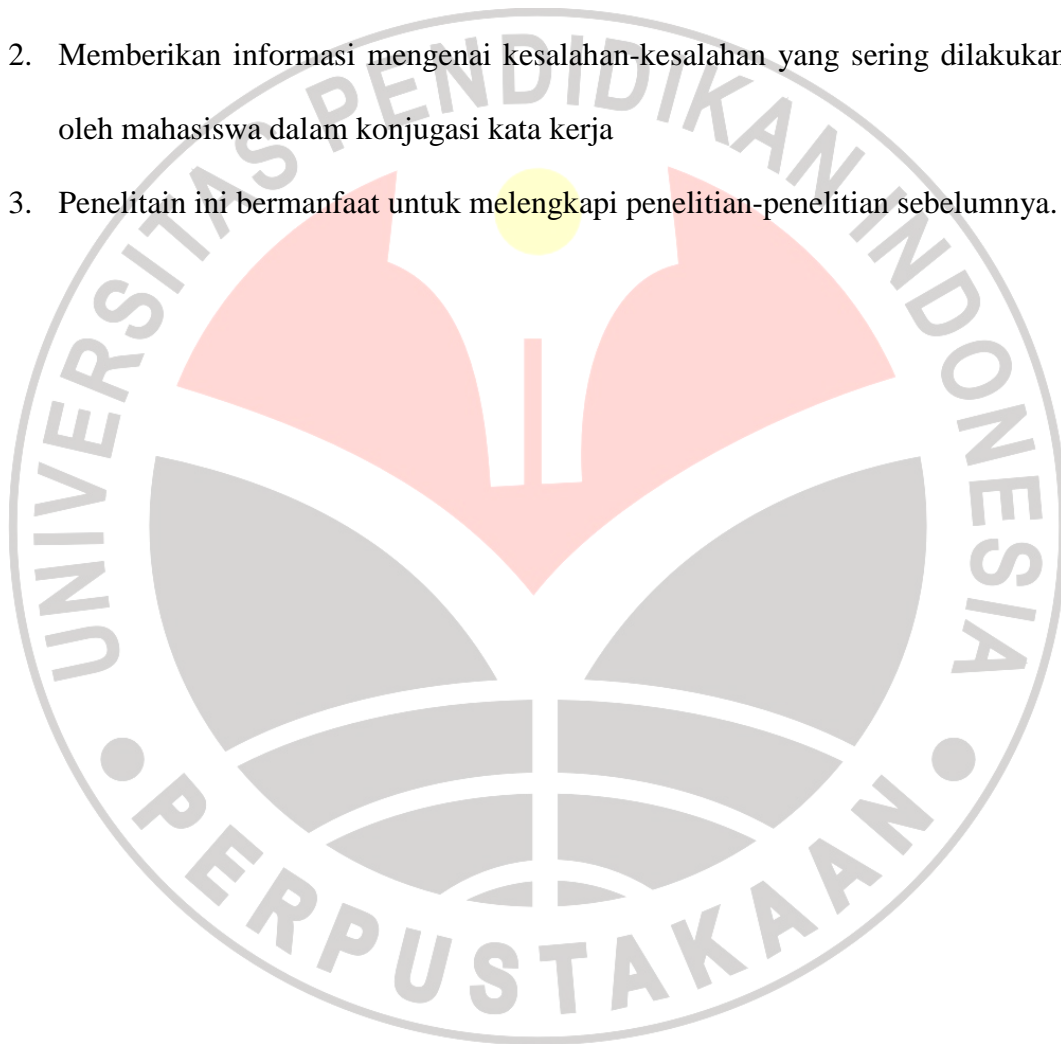 2. Memberikan informasi mengenai kesalahan-kesalahan yang sering dilakukan
oleh mahasiswa dalam konjugasi kata kerja
3. Penelitain ini bermanfaat untuk melengkapi penelitian-penelitian sebelumnya.
UNIVERSITAS PENDIDIKAN INDONESIA
PERPUSTAKAAN